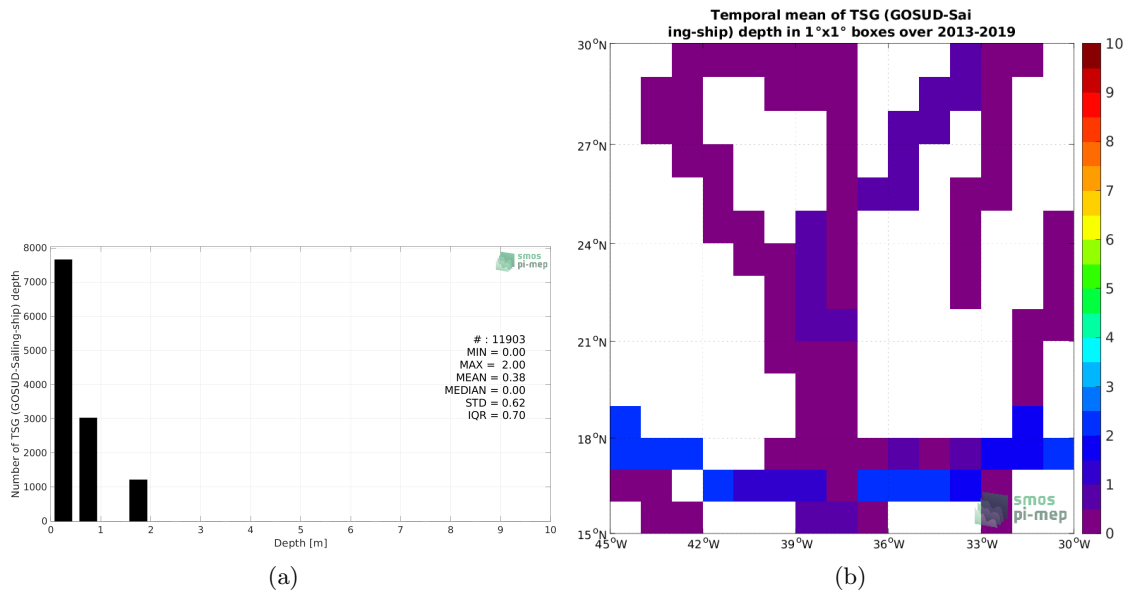 Temporal mean of TSG (GOSUD-Sai
ing-ship) depth in 1°x1° boxes over 2013-2019
8000
7000
6000
5000
4000
3000
2000
1000
0
Number of TSG (GOSUD-Sailing-ship) depth
0 1 2 3 4 5 6 7 8 9 10
Depth [m]
smos
pi-mep
# : 11903
MIN = 0.00
MAX = 2.00
MEAN = 0.38
MEDIAN = 0.00
STD = 0.62
IQR = 0.70
(a)
30°N
27°N
24°N
21°N
18°N
15°N
45°W 42°W 39°W 36°W 33°W 30°W
smos
pi-mep
10
9
8
7
6
5
4
3
2
1
0
(b)